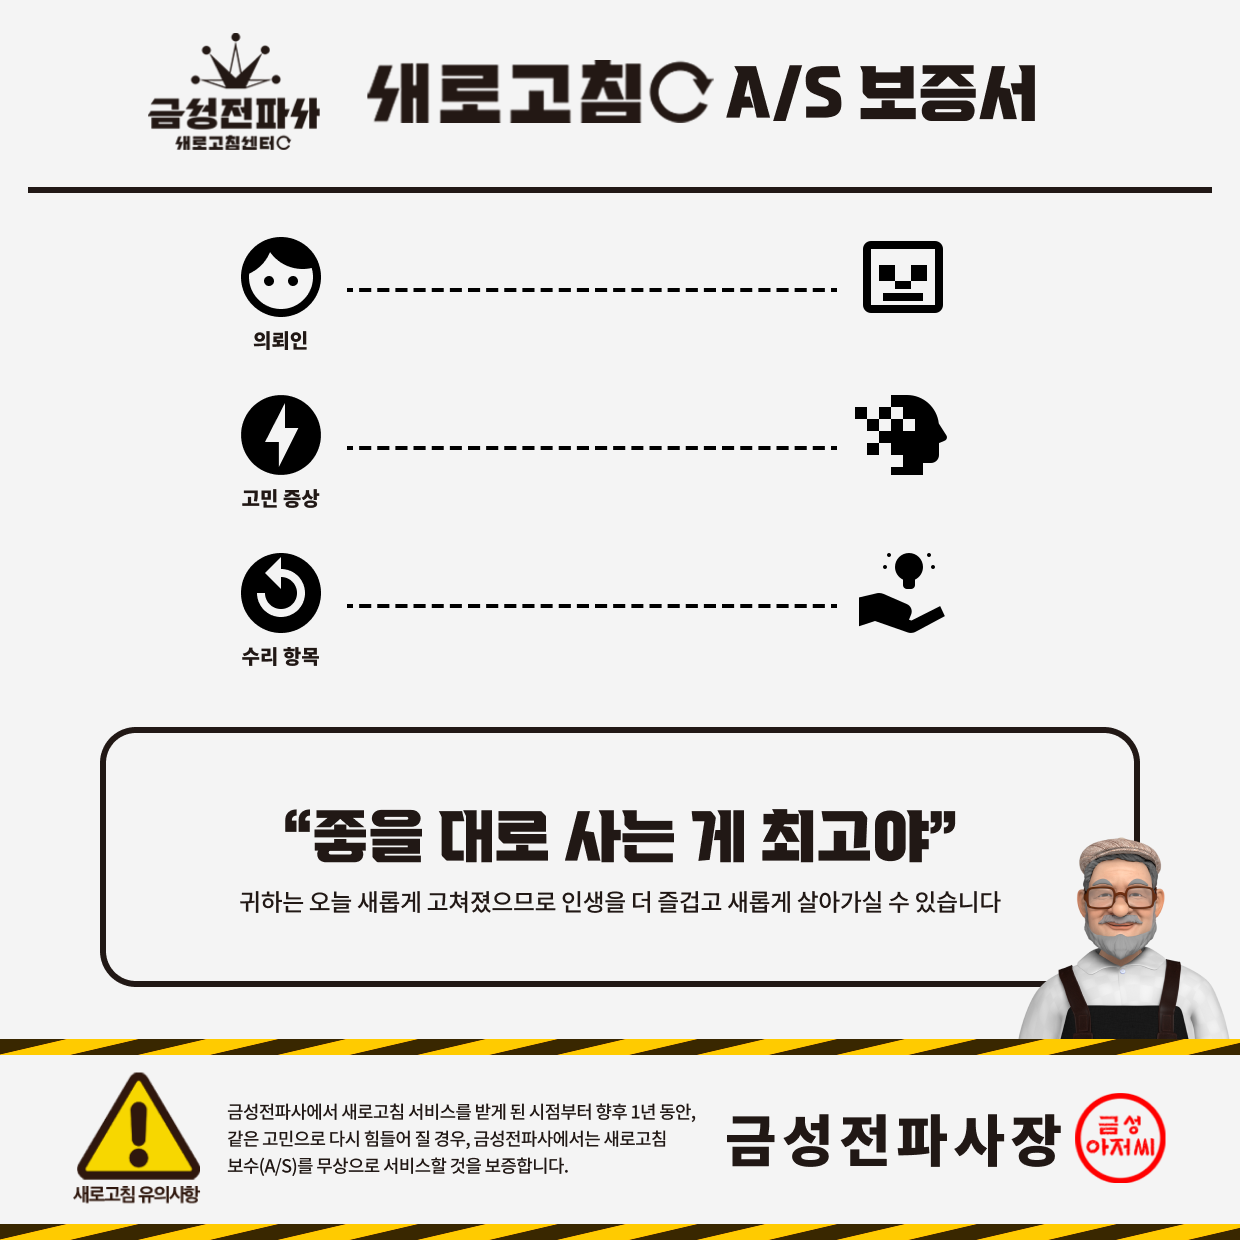 금성전파사
새로고침센터
새로고침 A/S 보증서
의뢰인
고민 증상
수리 항목
“좋을 대로 사는 게 최고야”
귀하는 오늘 새롭게 고쳐졌으므로 인생을 더 즐겁고 새롭게 살아가실 수 있습니다
새로고침 유의사항
금성전파사에서 새로고침 서비스를 받게 된 시점부터 향후 1년 동안,
같은 고민으로 다시 힘들어 질 경우, 금성전파사에서는 새로고침
보수(A/S)를 무상으로 서비스할 것을 보증합니다.
금성전파사장
금성
아저씨